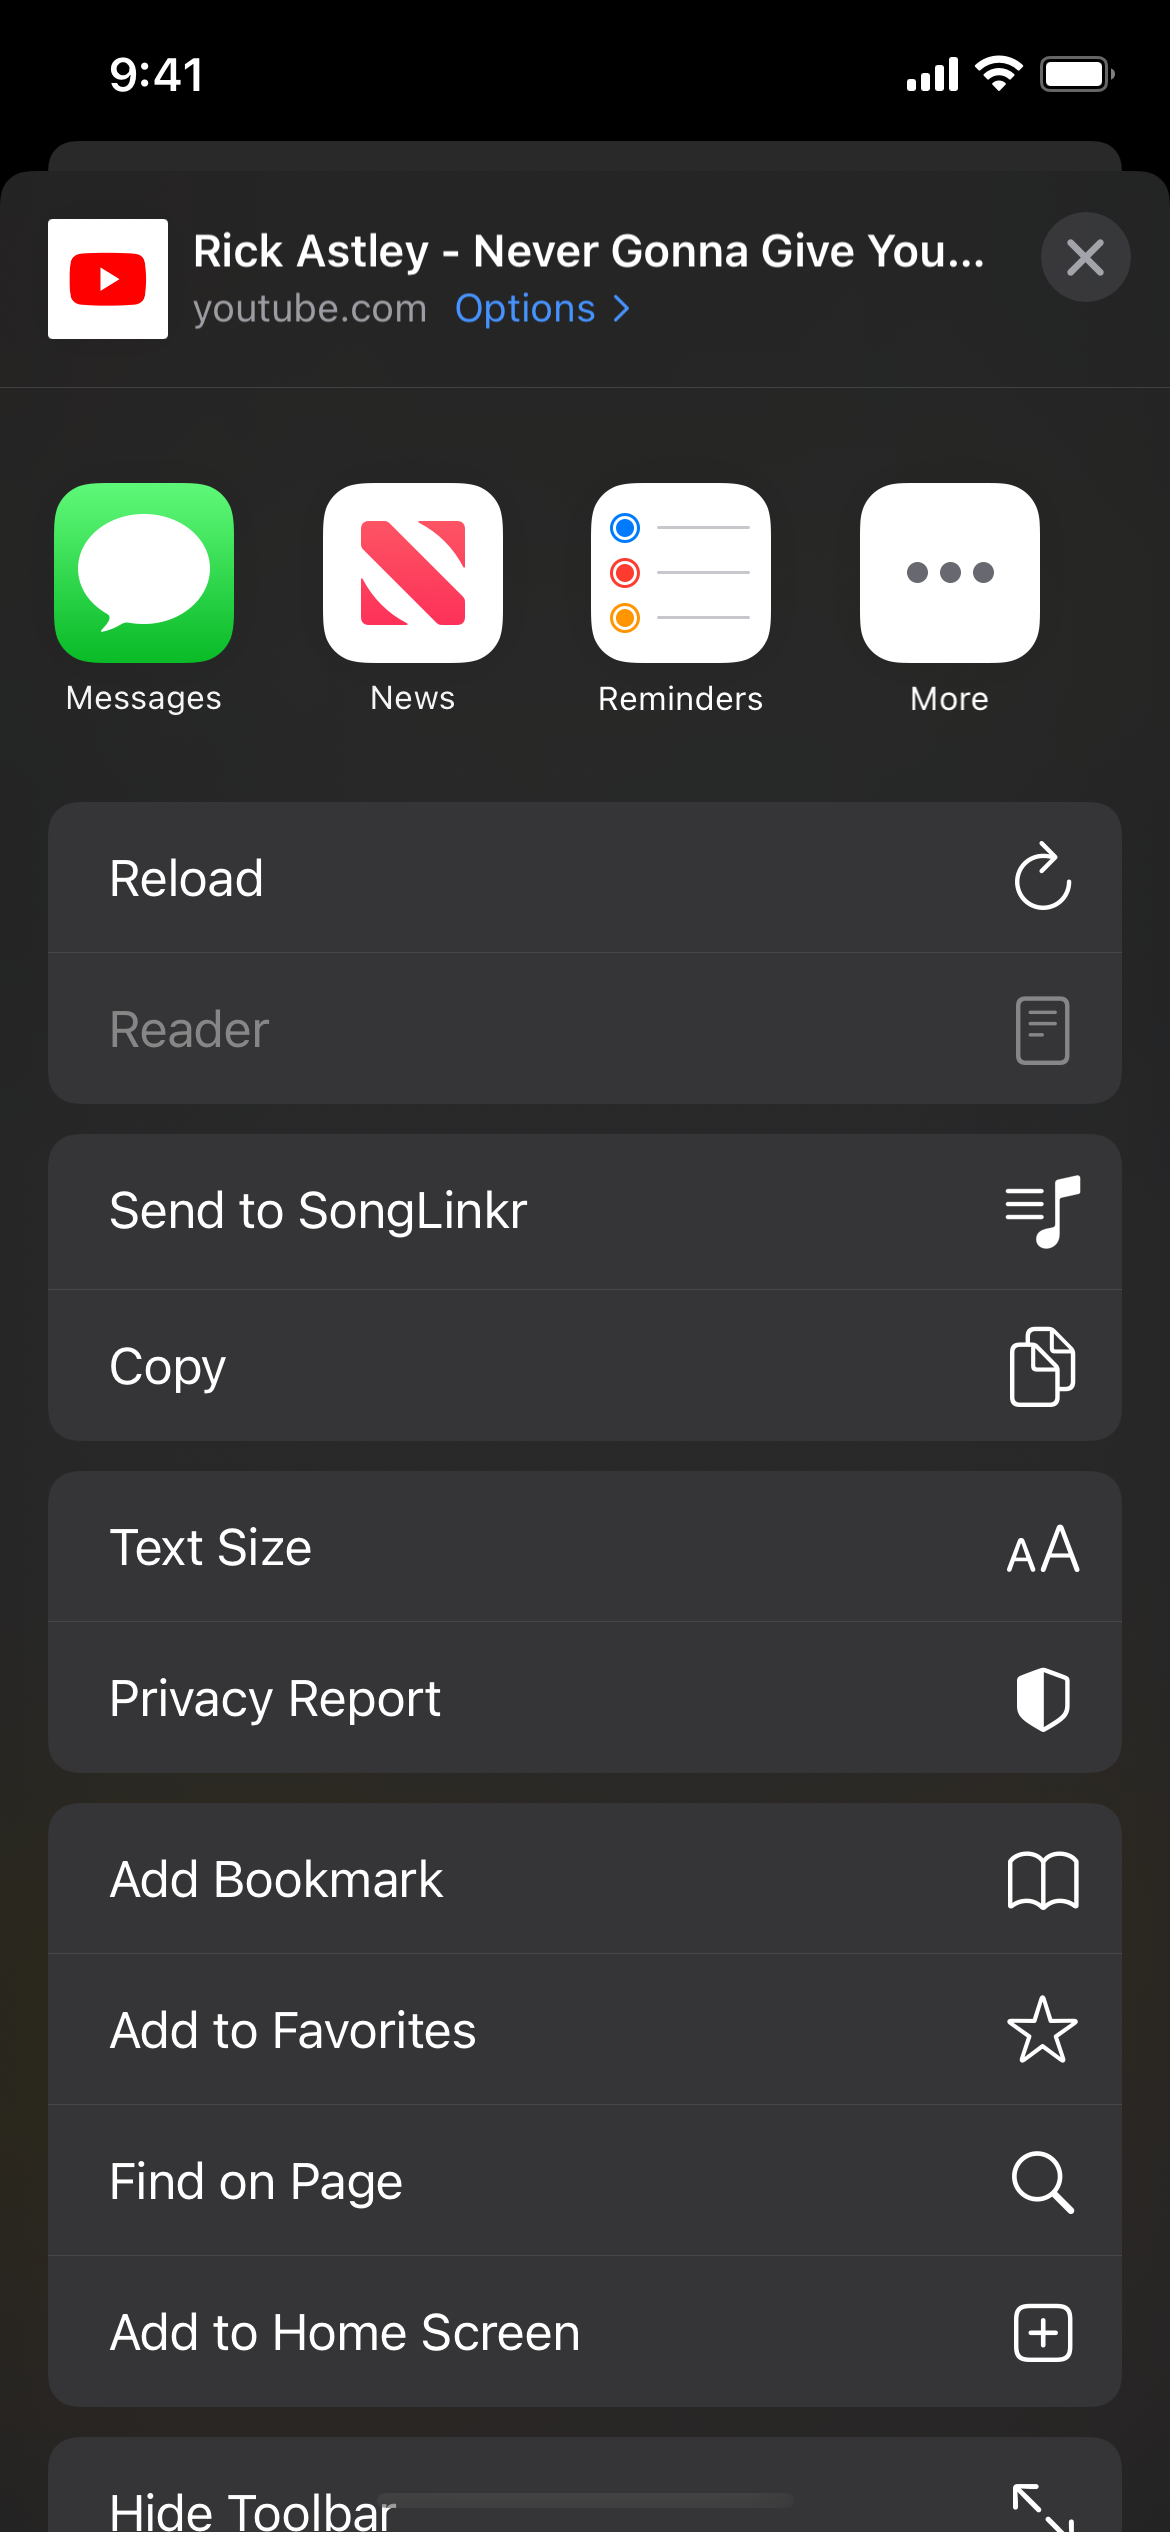 9:41
Rick Astley - Never Gonna Give You...
youtube.com Options
Messages News Reminders More
Reload
Reader
Send to SongLinkr
Copy
Text Size
AA
Privacy Report
Add Bookmark
Add to Favorites
Find on Page
Add to Home Screen
Hide Toolbar